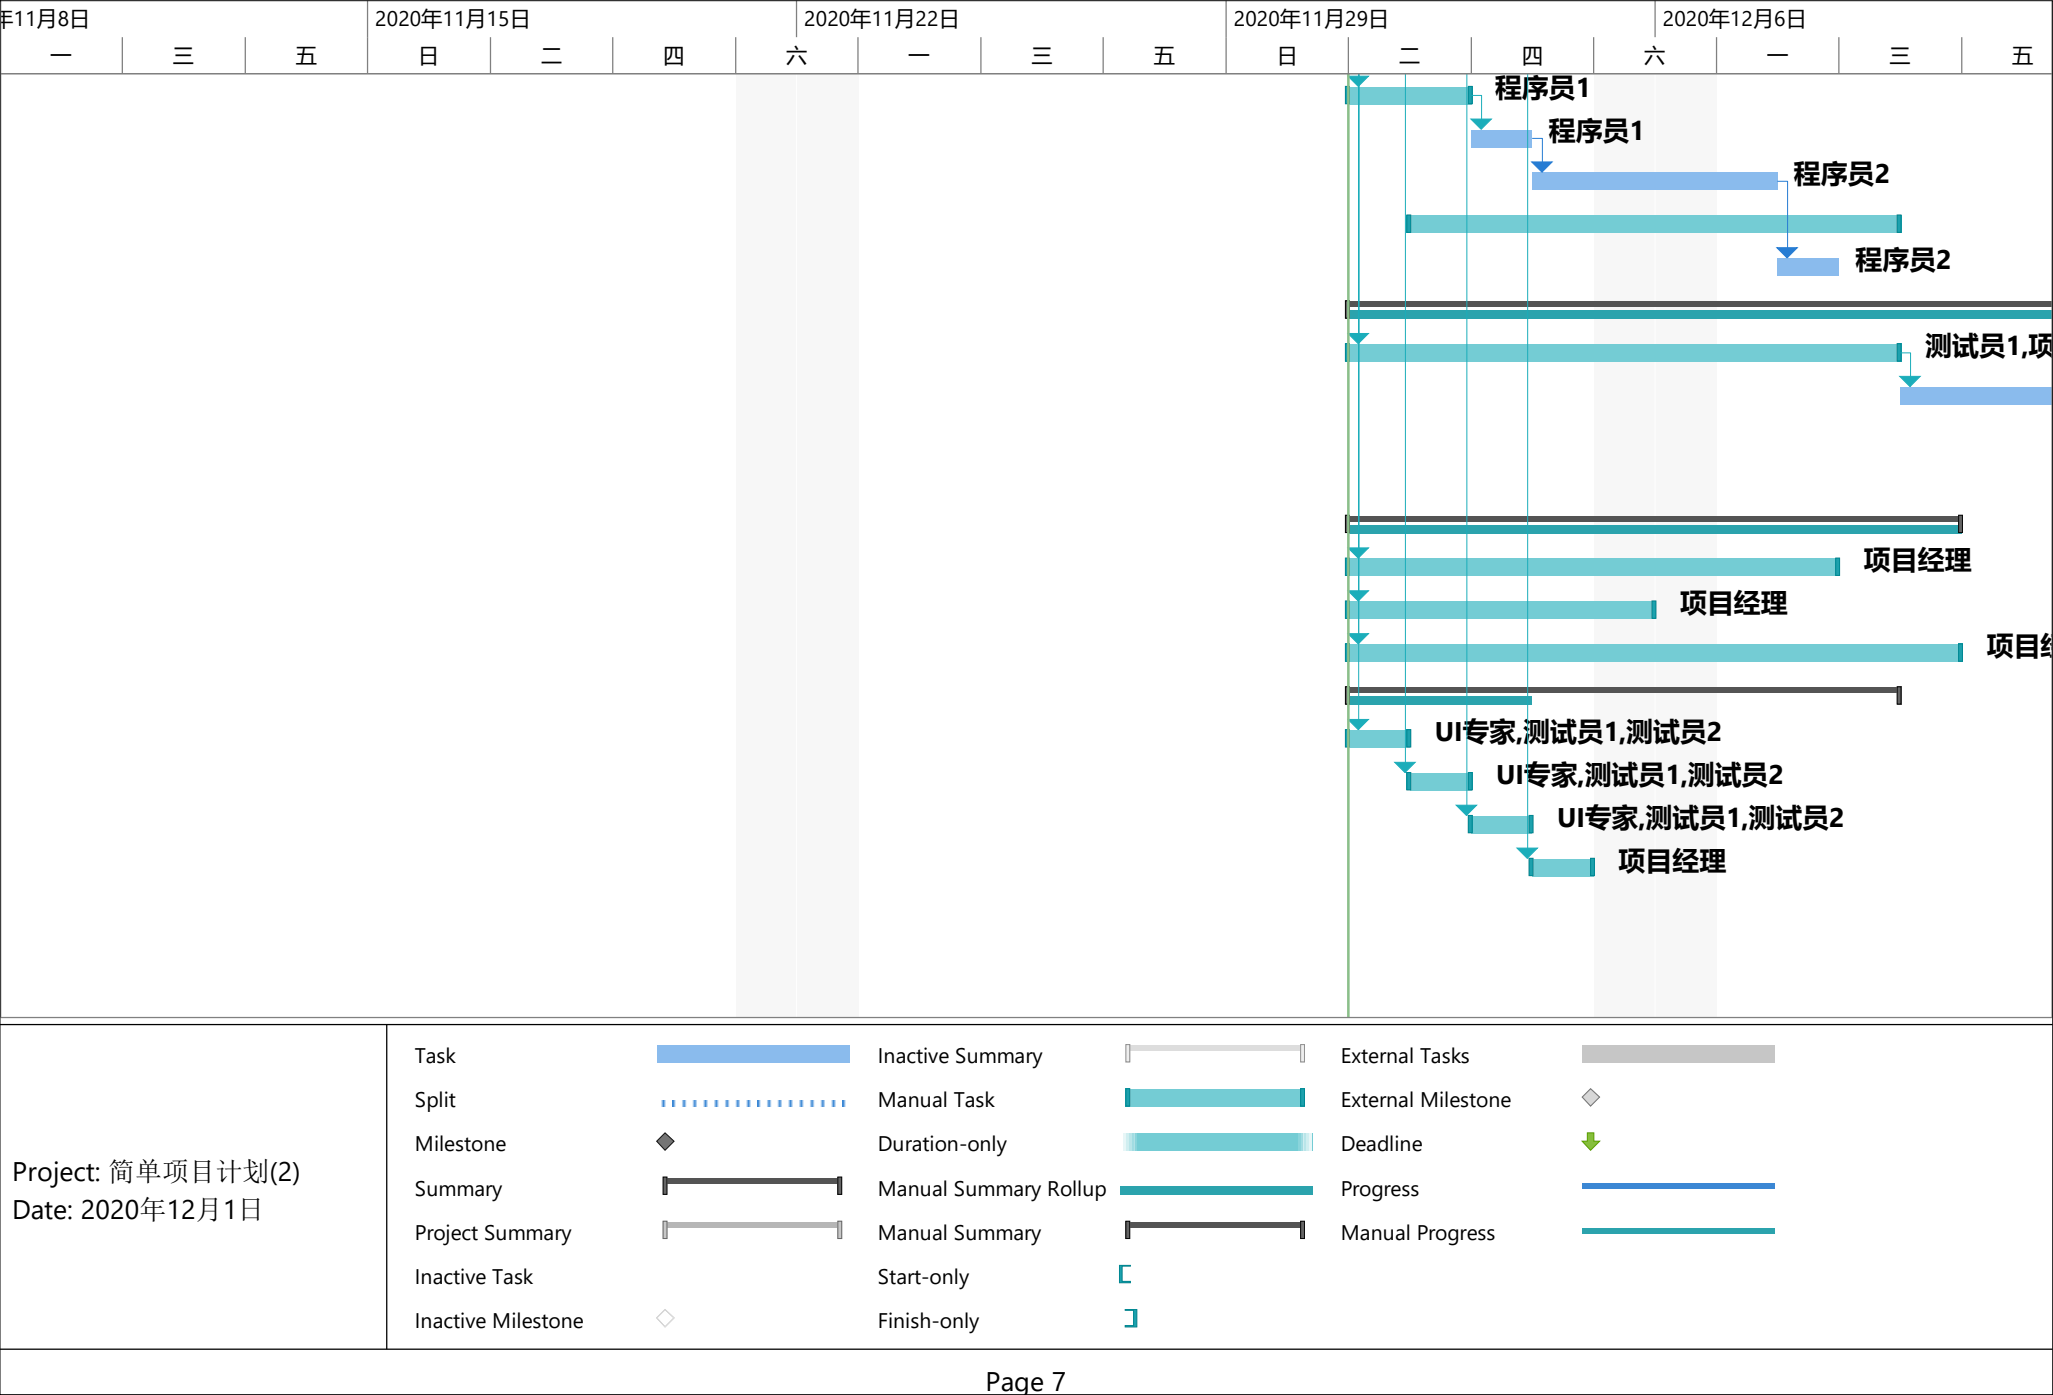 年11月8日 2020年11月15日 2020年11月22日 2020年11月29日 2020年12月6日
一 三 五 日 二 四 六 一 三 五 日 二 四 六 一 三 五
程序员1
程序员1
程序员2
程序员2
测试员1,项
项目经理
项目经理
项目经
UI专家,测试员1,测试员2
UI专家,测试员1,测试员2
UI专家,测试员1,测试员2
项目经理
Project: 简单项目计划(2)
Date: 2020年12月1日
Task
Split
Milestone
Summary
Project Summary
Inactive Task
Inactive Milestone
Inactive Summary
Manual Task
Duration-only
Manual Summary Rollup
Manual Summary
Start-only
Finish-only
External Tasks
External Milestone
Deadline
Progress
Manual Progress
Page 7